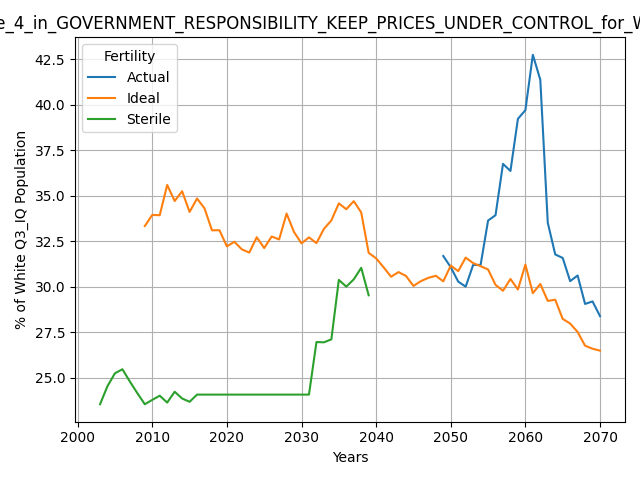 e_4_in_GOVERNMENT_RESPONSIBILITY_KEEP_PRICES_UNDER_CONTROL_for_W
Fertility
Actual
Ideal
Sterile
% of White Q3_IQ Population
42.5
40.0
37.5
35.0
32.5
30.0
27.5
25.0
2000 2010 2020 2030 2040 2050 2060 2070
Years